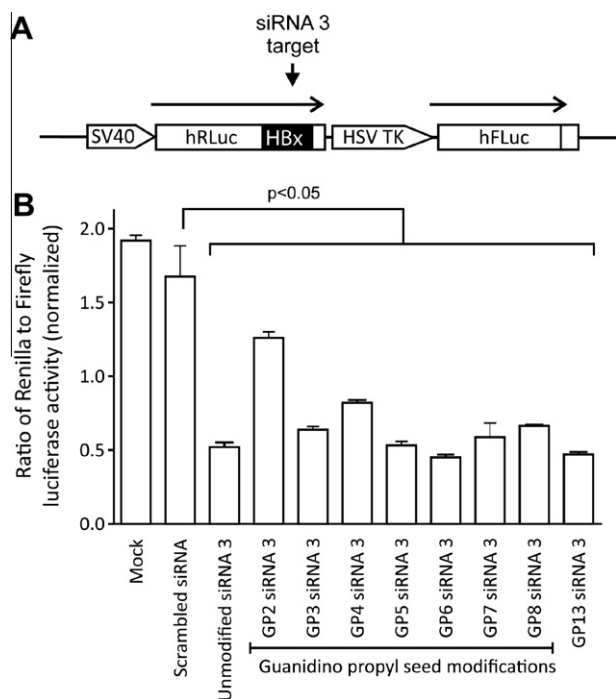 A
siRNA 3
target
SV40
hRLuc
HBx
HSV TK
hFLuc
B
p<0.05
Ratio of Renilla to Firefly
luciferase activity (normalized)
2.0
1.5
1.0
0.5
0.0
Mock
Scrambled siRNA
Unmodified siRNA 3
GP2 siRNA 3
GP3 siRNA 3
GP4 siRNA 3
GP5 siRNA 3
GP6 siRNA 3
GP7 siRNA 3
GP8 siRNA 3
GP13 siRNA 3
Guanidino propyl seed modifications